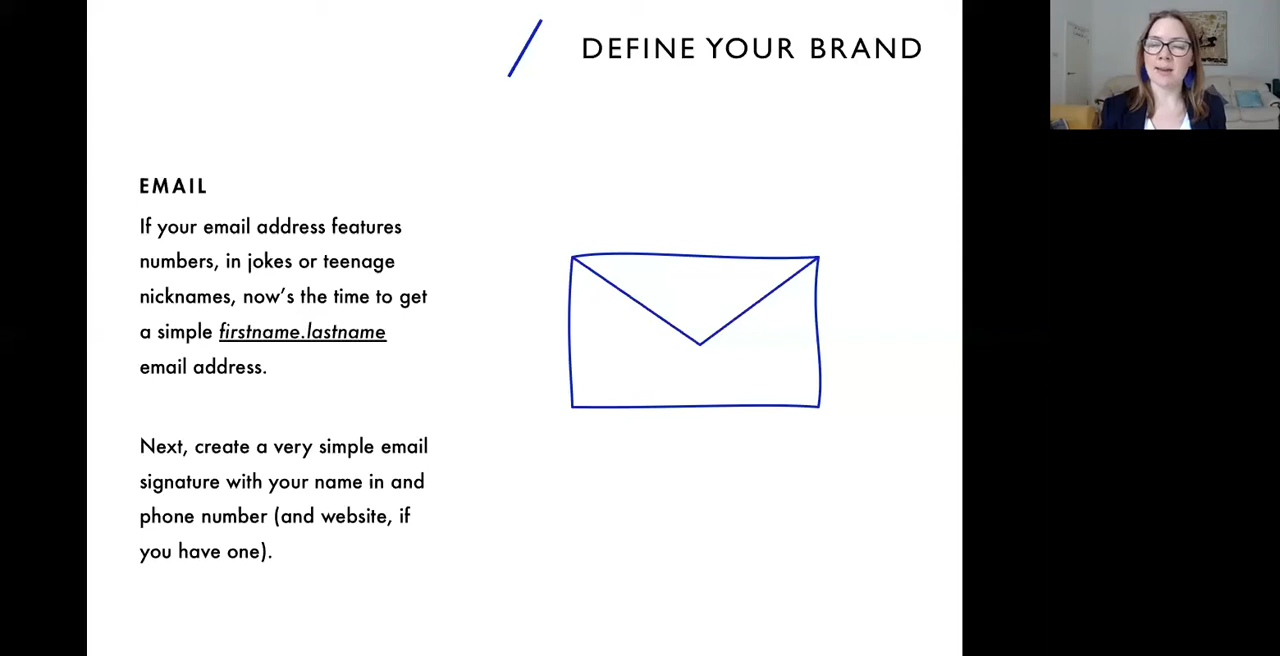 DEFINE YOUR BRAND
EMAIL
If your email address features
numbers, in jokes or teenage
nicknames, now's the time to get
a simple firstname.lastname
email address.
Next, create a very simple email
signature with your name in and
phone number (and website, if
you have one).